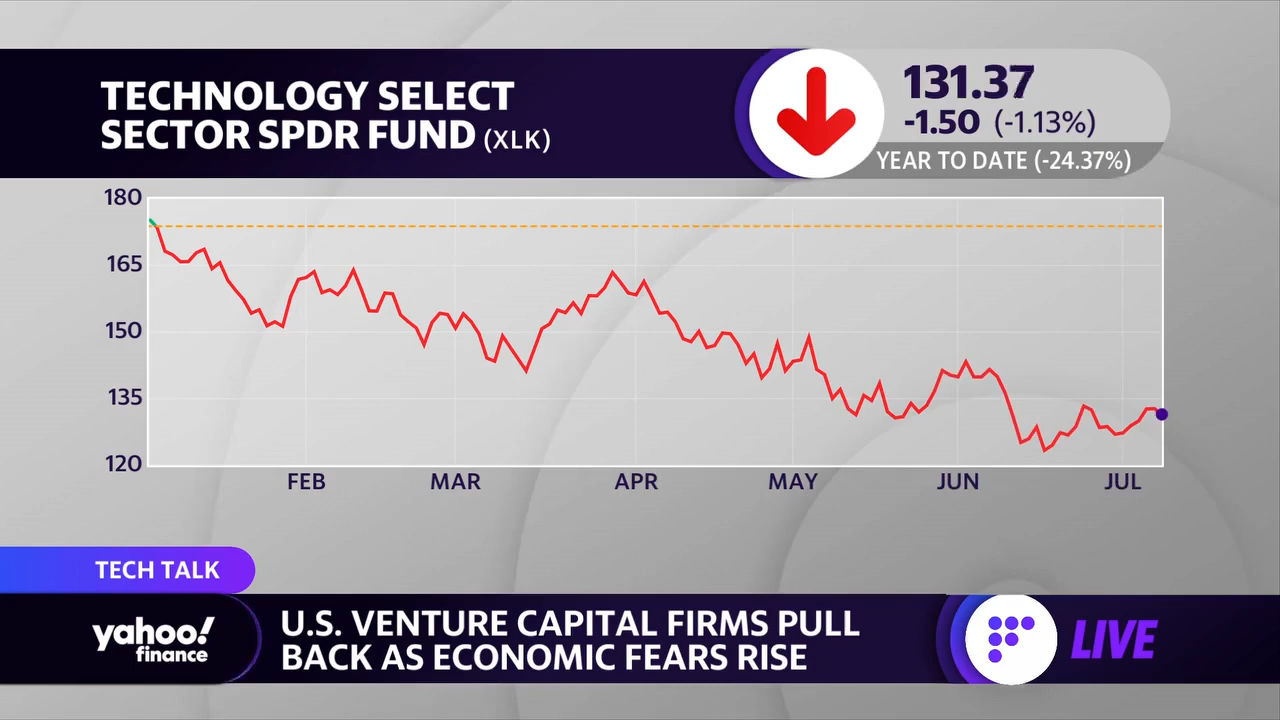 TECHNOLOGY SELECT
SECTOR SPDR FUND (XLK)
131.37
-1.50 (-1.13%)
YEAR TO DATE (-24.37%)
180
165
150
135
120
FEB MAR APR MAY JUN JUL
TECH TALK
yahoo!
finance
U.S. VENTURE CAPITAL FIRMS PULL
BACK AS ECONOMIC FEARS RISE
LIVE